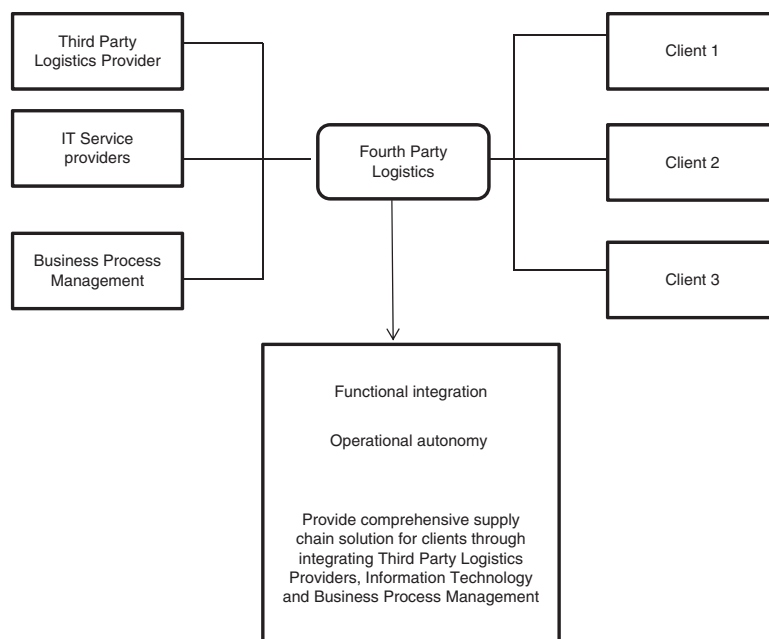 Third Party
Logistics Provider
IT Service
providers
Business Process
Management
Fourth Party
Logistics
Client 1
Client 2
Client 3
Functional integration
Operational autonomy
Provide comprehensive supply
chain solution for clients through
integrating Third Party Logistics
Providers, Information Technology
and Business Process Management